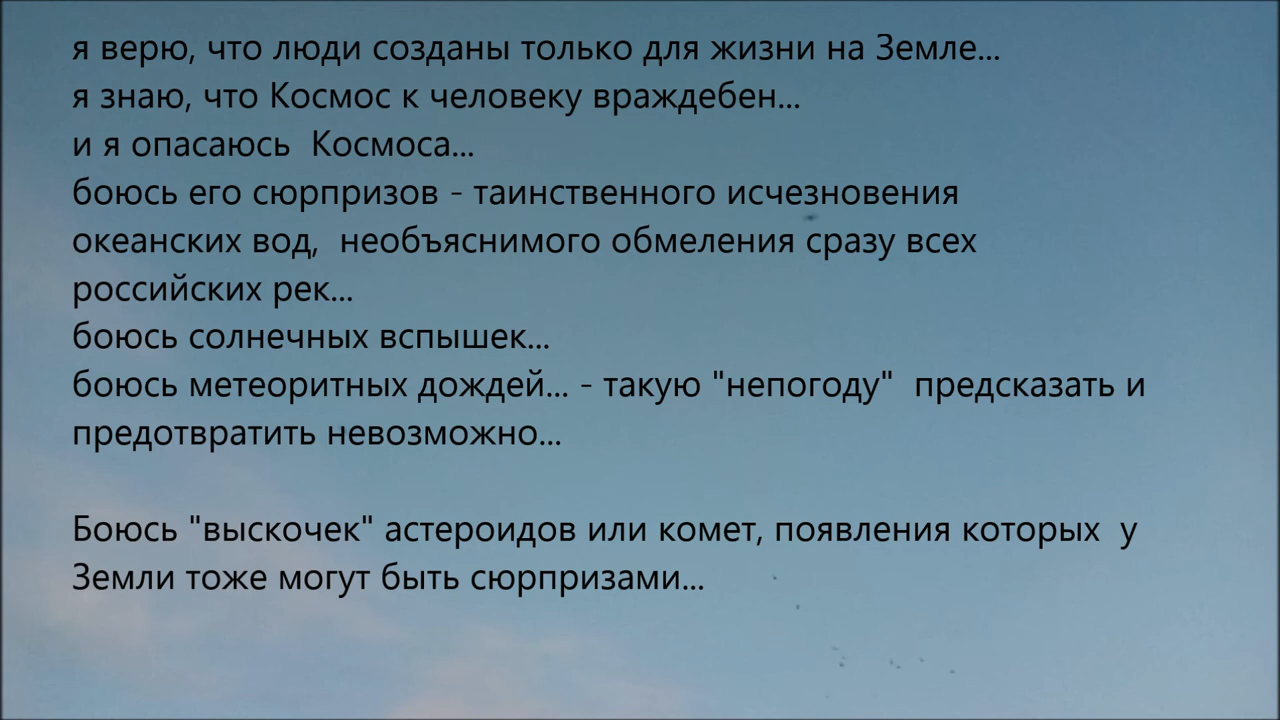 я верю, что люди созданы только для жизни на Земле...
я знаю, что Космос к человеку враждебен...
и я опасаюсь  Космоса...
боюсь его сюрпризов - таинственного исчезновения
океанских вод,  необъяснимого обмеления сразу всех
российских рек...
боюсь солнечных вспышек...
боюсь метеоритных дождей... - такую "непогоду"  предсказать и
предотвратить невозможно...
Боюсь "выскочек" астероидов или комет, появления которых  у
Земли тоже могут быть сюрпризами...